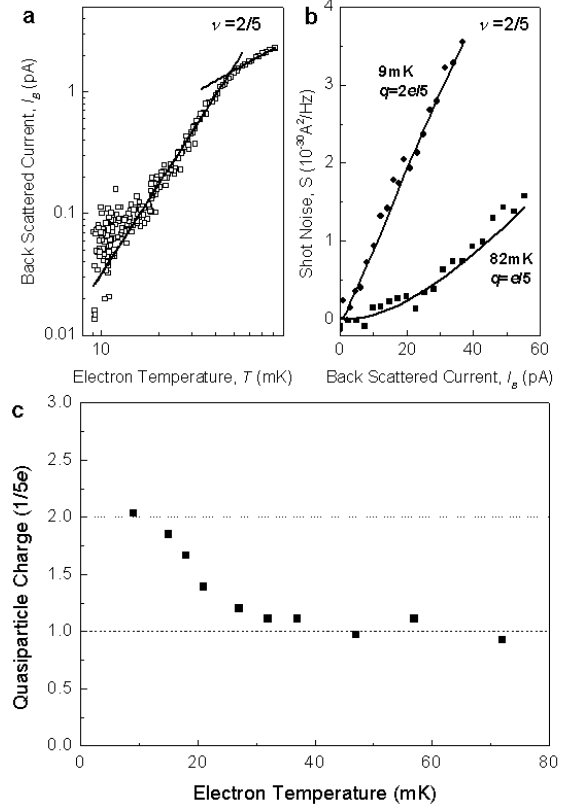 a
ν = 2/5
Back Scattered Current, I_B (pA)
1
0.1
0.01
10
Electron Temperature, T (mK)
b
ν = 2/5
Shot Noise, S (10⁻³⁰A²/Hz)
4
3
2
1
0
9mK
q=2e/5
82mK
q=e/5
0
20
40
60
Back Scattered Current, I_B (pA)
c
Quasiparticle Charge (1/5e)
3.0
2.5
2.0
1.5
1.0
0.5
0.0
0
20
40
60
80
Electron Temperature (mK)